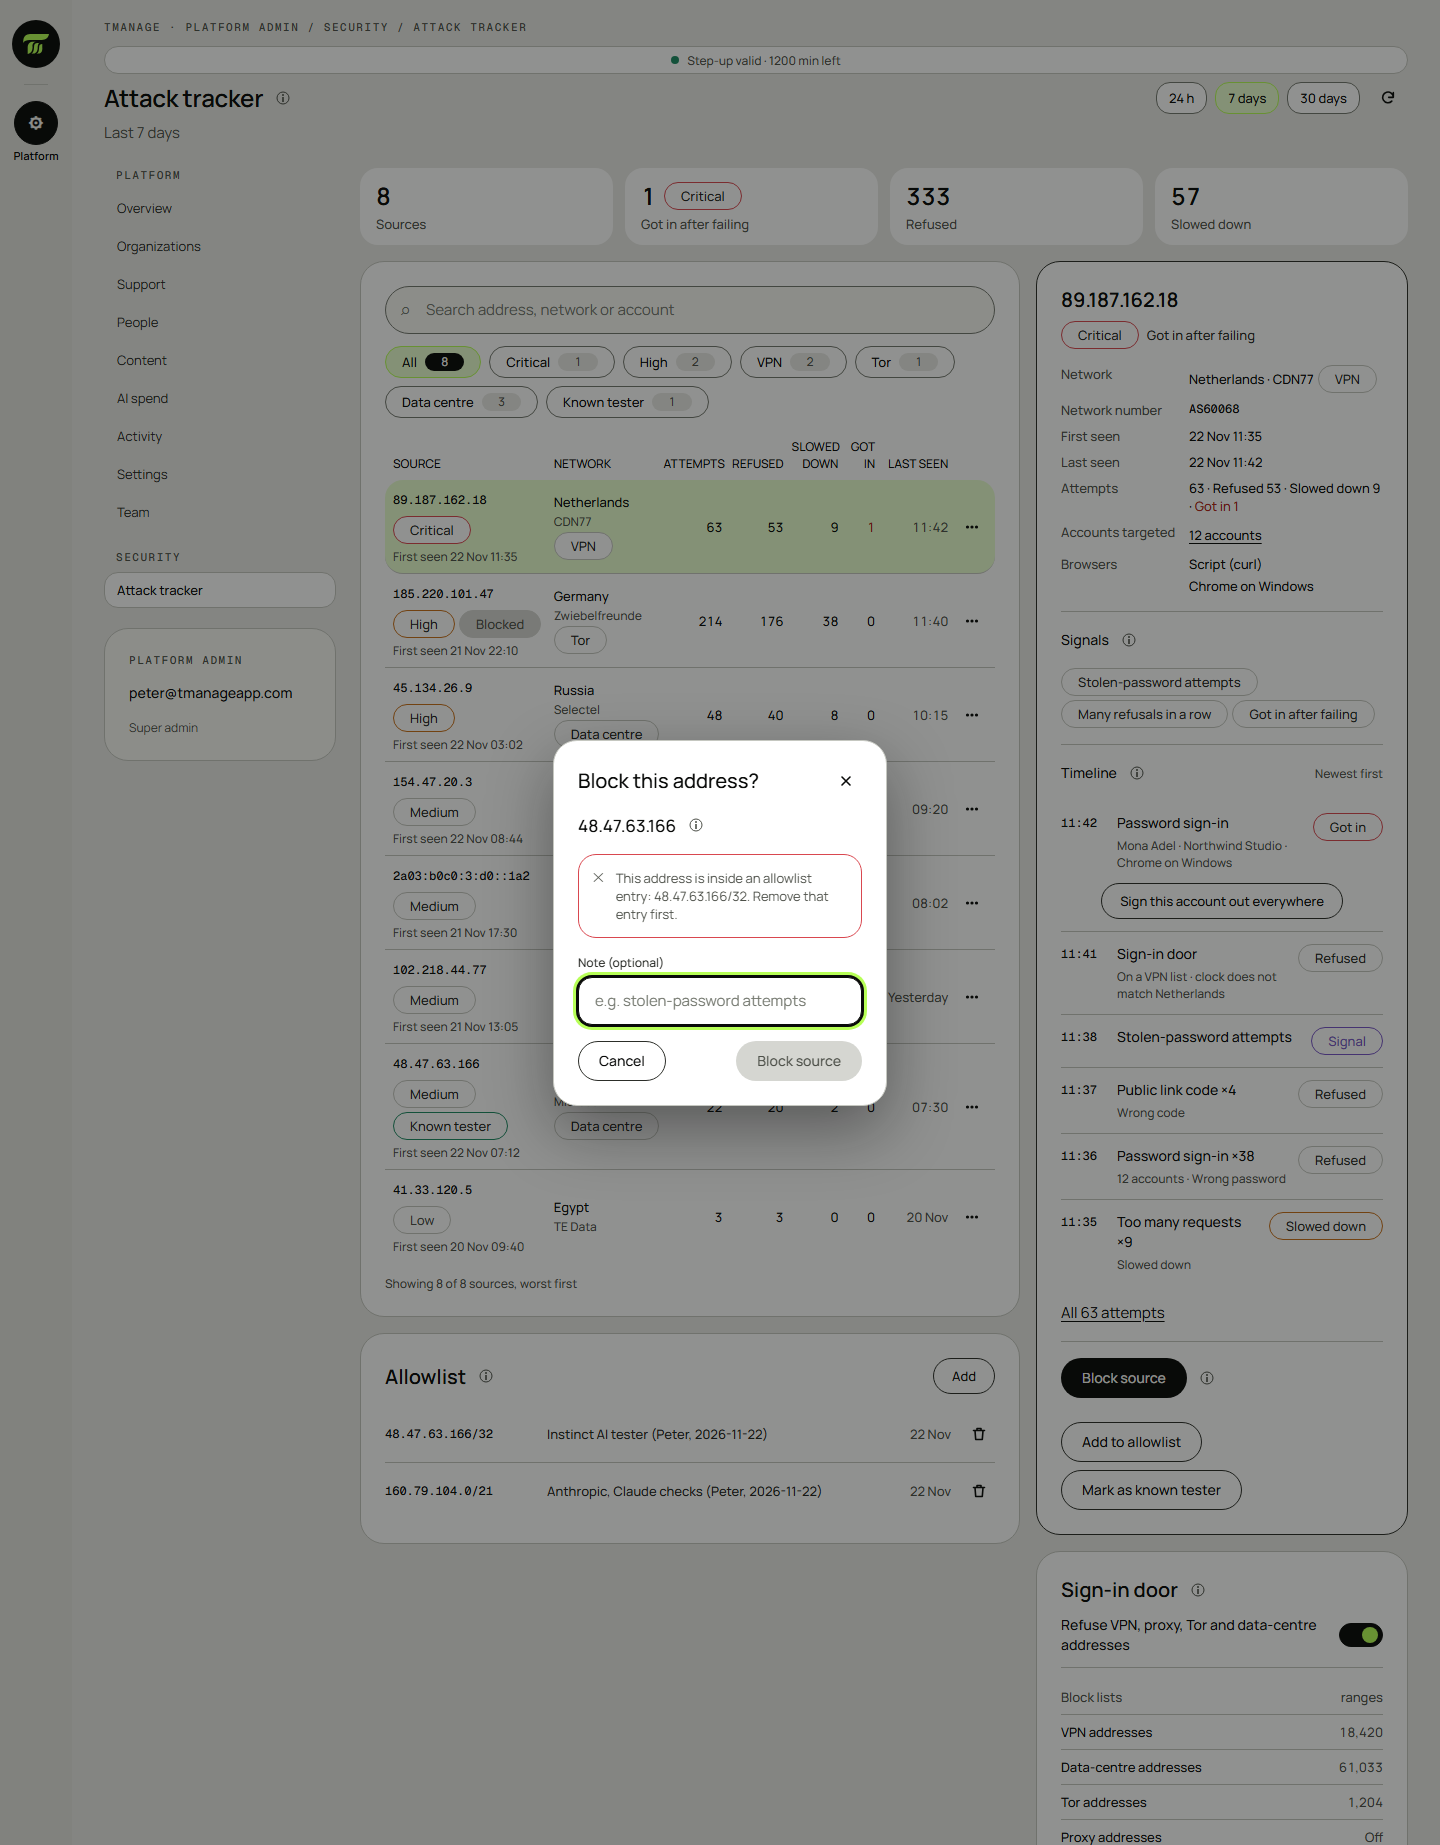 TMANAGE · PLATFORM ADMIN / SECURITY / ATTACK TRACKER
Step-up valid · 1200 min left
Attack tracker
24 h
7 days
30 days
Last 7 days
Platform
PLATFORM
Overview
Organizations
Support
People
Content
AI spend
Activity
Settings
Team
SECURITY
Attack tracker
PLATFORM ADMIN
peter@tmanageapp.com
Super admin
8
Sources
1 Critical
Got in after failing
333
Refused
57
Slowed down
Search address, network or account
All 8
Critical 1
High 2
VPN 2
Tor 1
Data centre 3
Known tester 1
SOURCE NETWORK ATTEMPTS REFUSED SLOWED DOWN GOT IN LAST SEEN
89.187.162.18
Critical
First seen 22 Nov 11:35
Netherlands
CDN77
VPN
63 53 9 1 11:42
185.220.101.47
High Blocked
First seen 21 Nov 22:10
Germany
Zwiebelfreunde
Tor
214 176 38 0 11:40
45.134.26.9
High
First seen 22 Nov 03:02
Russia
Selectel
Data centre
48 40 8 0 10:15
154.47.20.3
Medium
First seen 22 Nov 08:44
09:20
2a03:b0c0:3:d0::1a2
Medium
First seen 21 Nov 17:30
08:02
102.218.44.77
Medium
First seen 21 Nov 13:05
Yesterday
48.47.63.166
Medium
Known tester
First seen 22 Nov 07:12
Data centre
22 20 2 0 07:30
41.33.120.5
Low
First seen 20 Nov 09:40
Egypt
TE Data
3 3 0 0 20 Nov
Showing 8 of 8 sources, worst first
Block this address?
48.47.63.166
This address is inside an allowlist
entry: 48.47.63.166/32. Remove that
entry first.
Note (optional)
e.g. stolen-password attempts
Cancel
Block source
Allowlist
Add
48.47.63.166/32 Instinct AI tester (Peter, 2026-11-22) 22 Nov
160.79.104.0/21 Anthropic, Claude checks (Peter, 2026-11-22) 22 Nov
89.187.162.18
Critical Got in after failing
Network Netherlands · CDN77 VPN
Network number AS60068
First seen 22 Nov 11:35
Last seen 22 Nov 11:42
Attempts 63 · Refused 53 · Slowed down 9
· Got in 1
Accounts targeted 12 accounts
Browsers Script (curl)
Chrome on Windows
Signals
Stolen-password attempts
Many refusals in a row
Got in after failing
Timeline
Newest first
11:42 Password sign-in Got in
Mona Adel · Northwind Studio ·
Chrome on Windows
Sign this account out everywhere
11:41 Sign-in door Refused
On a VPN list · clock does not
match Netherlands
11:38 Stolen-password attempts Signal
11:37 Public link code ×4 Refused
Wrong code
11:36 Password sign-in ×38 Refused
12 accounts · Wrong password
11:35 Too many requests Slowed down
×9
Slowed down
All 63 attempts
Block source
Add to allowlist
Mark as known tester
Sign-in door
Refuse VPN, proxy, Tor and data-centre
addresses
Block lists ranges
VPN addresses 18,420
Data-centre addresses 61,033
Tor addresses 1,204
Proxy addresses Off